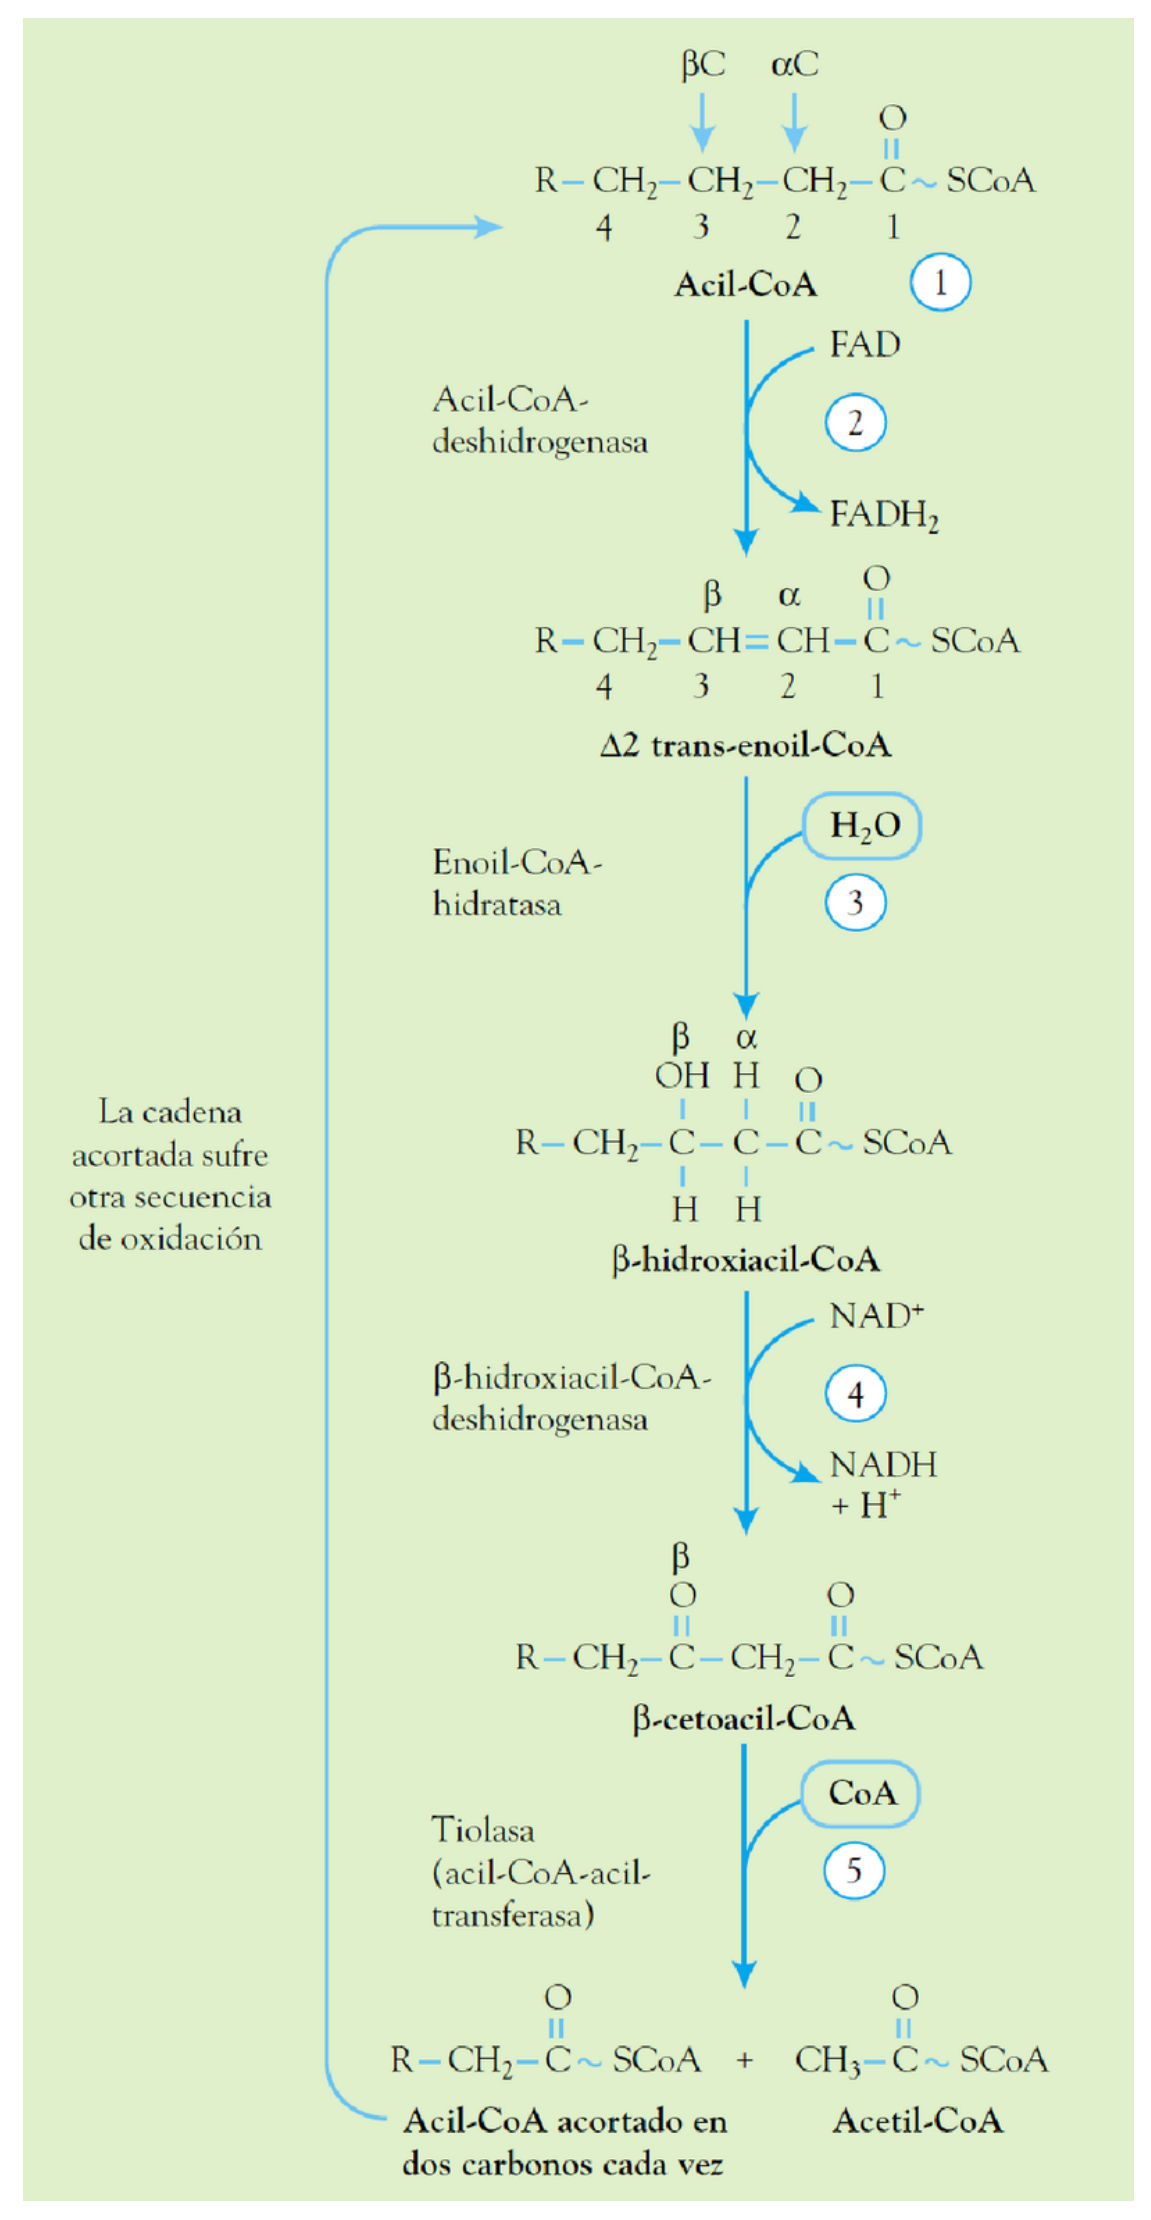 βC αC
O
R–CH₂–CH₂–CH₂–C~SCoA
4 3 2 1
Acil-CoA
1
FAD
Acil-CoA-
deshidrogenasa
2
FADH₂
β α O
R–CH₂–CH=CH–C~SCoA
4 3 2 1
Δ2 trans-enoil-CoA
H₂O
Enoil-CoA-
hidratasa
3
β α
OH H O
R–CH₂–C–C–C~SCoA
H H
β-hidroxiacil-CoA
La cadena
acortada sufre
otra secuencia
de oxidación
NAD⁺
β-hidroxiacil-CoA-
deshidrogenasa
4
NADH
+ H⁺
β
O O
R–CH₂–C–CH₂–C~SCoA
β-cetoacil-CoA
CoA
Tiolasa
(acil-CoA-acil-
transferasa)
5
O O
R–CH₂–C~SCoA + CH₃–C~SCoA
Acil-CoA acortado en
dos carbonos cada vez
Acetil-CoA